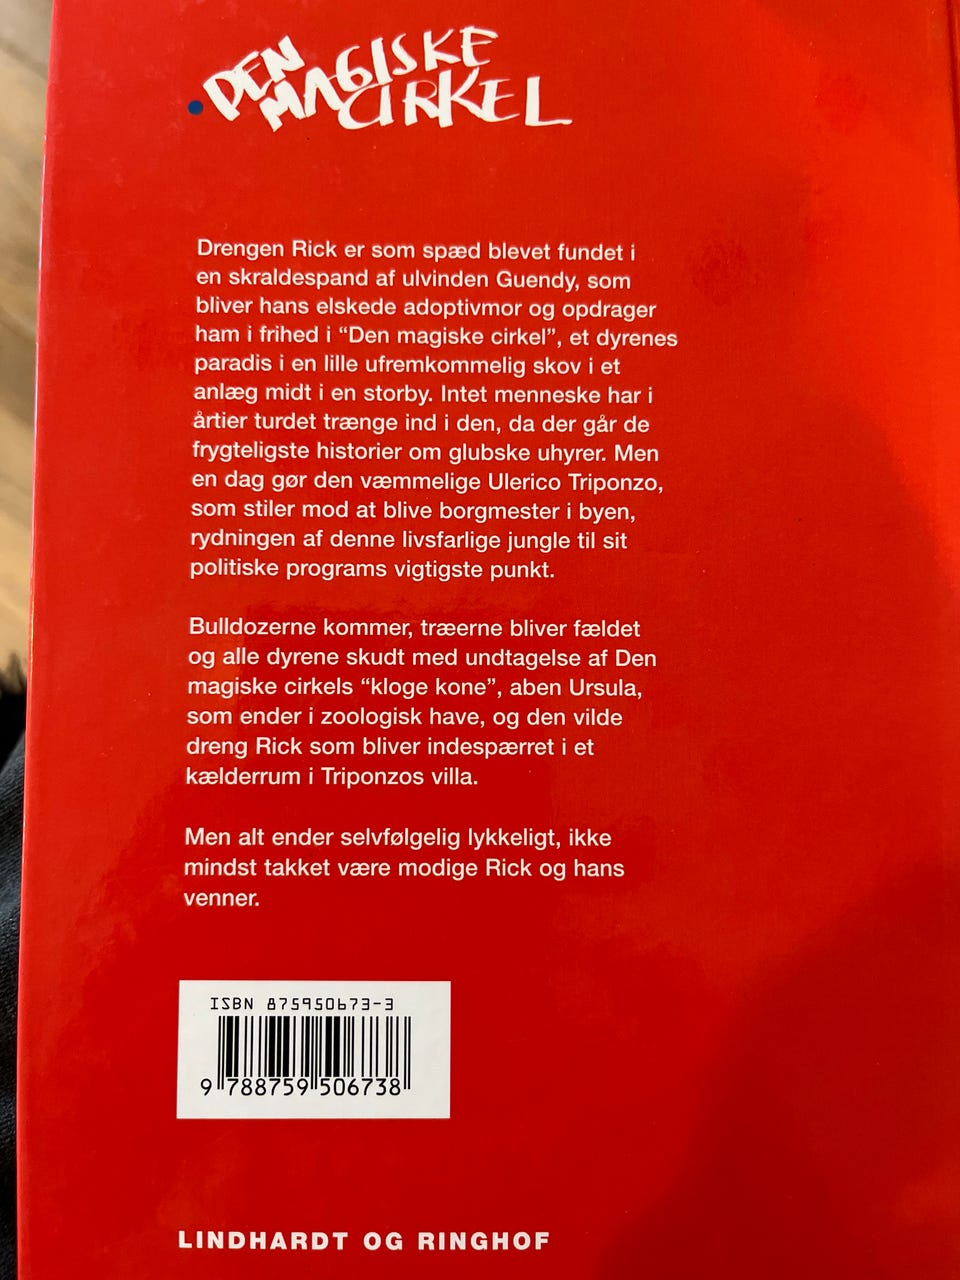 DEN MAGISKE
CIRKEL
Drengen Rick er som spæd blevet fundet i
en skraldespand af ulvinden Guendy, som
bliver hans elskede adoptivmor og opdrager
ham i frihed i “Den magiske cirkel”, et dyrenes
paradis i en lille ufremkommelig skov i et
anlæg midt i en storby. Intet menneske har i
årtier turdet trænge ind i den, da der går de
frygteligste historier om glubske uhyrer. Men
en dag gør den væmmelige Ulerico Triponzo,
som stiler mod at blive borgmester i byen,
rydningen af denne livsfarlige jungle til sit
politiske programs vigtigste punkt.
Bulldozerne kommer, træerne bliver fældet
og alle dyrene skudt med undtagelse af Den
magiske cirkels “kloge kone”, aben Ursula,
som ender i zoologisk have, og den vilde
dreng Rick som bliver indespærret i et
kælderrum i Triponzos villa.
Men alt ender selvfølgelig lykkeligt, ikke
mindst takket være modige Rick og hans
venner.
ISBN 875950673-3
9 788759 506738
LINDHARDT OG RINGHOF